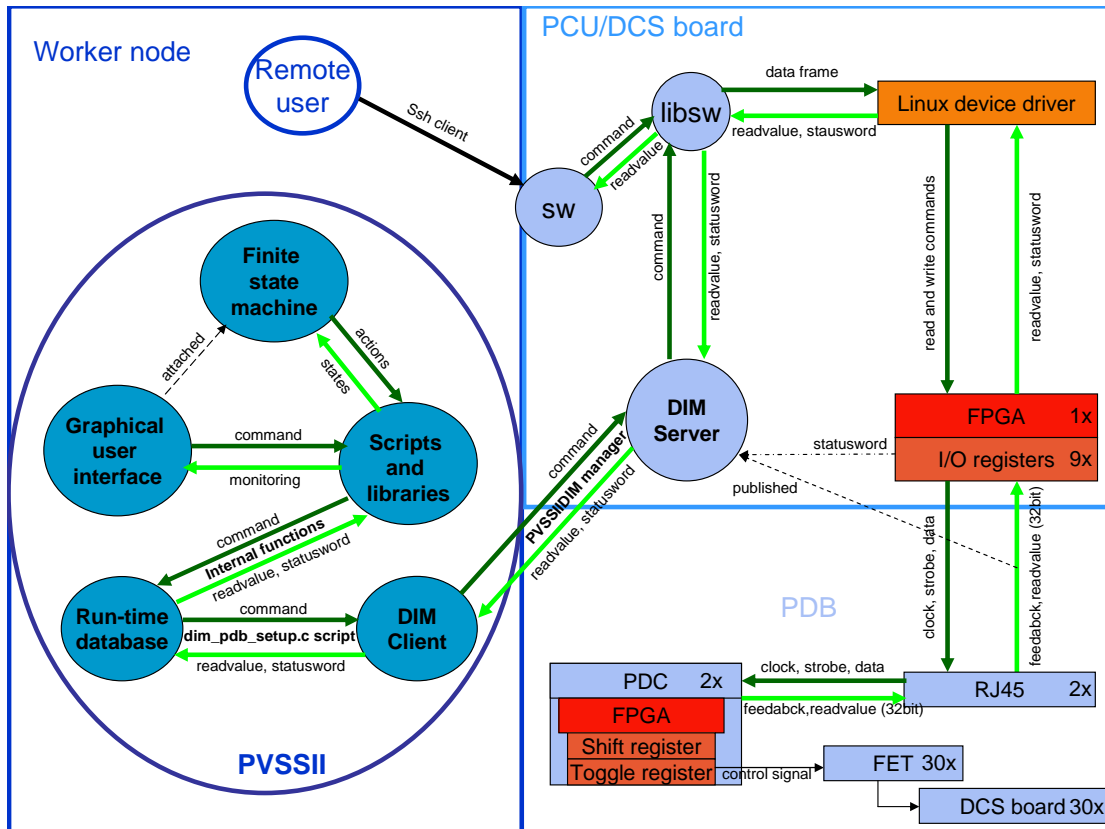 Worker node
Remote
user
Ssh client
PCU/DCS board
libsw
data frame
readvalue, stausword
Linux device driver
command
readvalue
sw
command
readvalue, statusword
read and write commands
readvalue, statusword
Finite
state
machine
attached
actions
states
Graphical
user
interface
command
monitoring
Scripts
and
libraries
command
Internal functions
readvalue, statusword
Run-time
database
command
dim_pdb_setup.c script
readvalue, statusword
DIM
Client
PVSSII
command
PVSSIIDIM manager
readvalue, statusword
DIM
Server
statusword
published
FPGA 1x
I/O registers 9x
clock, strobe, data
feedabck,readvalue (32bit)
PDB
PDC 2x
FPGA
Shift register
Toggle register
clock, strobe, data
feedabck,readvalue (32bit)
RJ45 2x
control signal
FET 30x
DCS board 30x